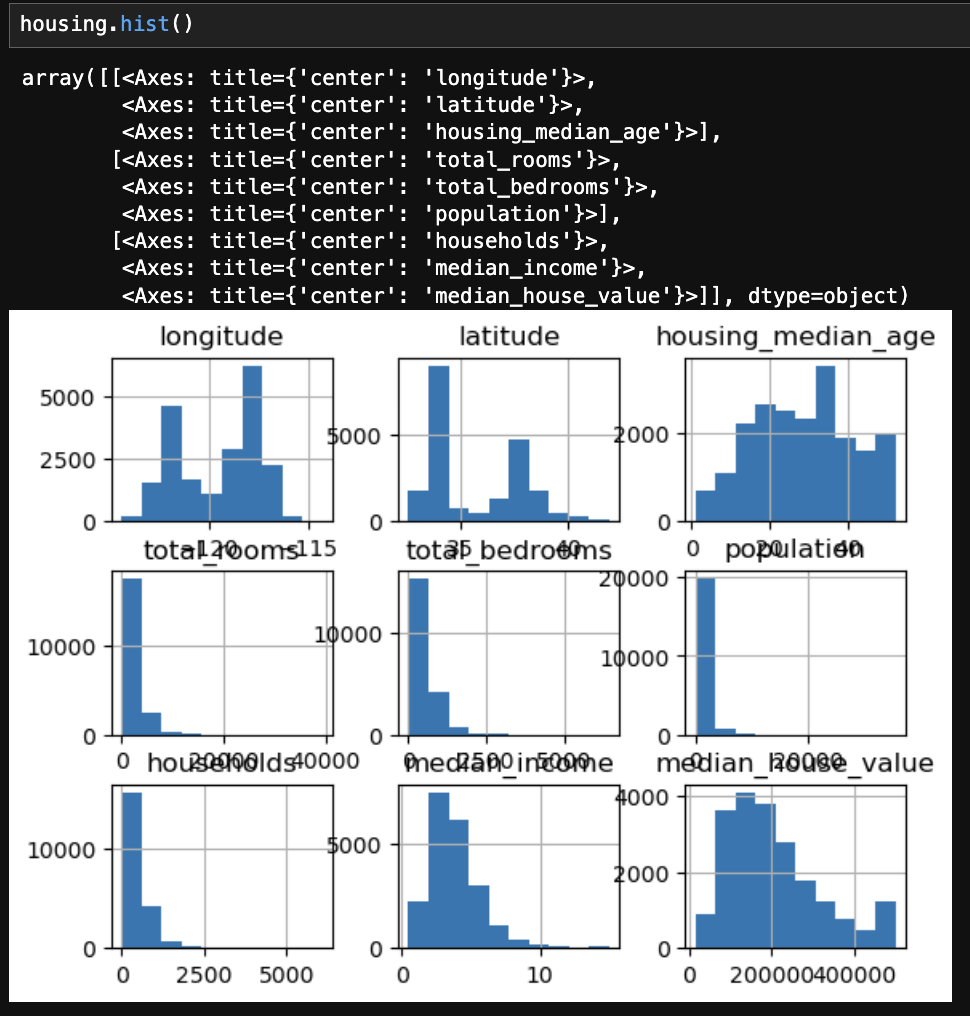 housing.hist()
array([[<Axes: title={'center': 'longitude'}>,
        <Axes: title={'center': 'latitude'}>,
        <Axes: title={'center': 'housing_median_age'}>],
       [<Axes: title={'center': 'total_rooms'}>,
        <Axes: title={'center': 'total_bedrooms'}>,
        <Axes: title={'center': 'population'}>],
       [<Axes: title={'center': 'households'}>,
        <Axes: title={'center': 'median_income'}>,
        <Axes: title={'center': 'median_house_value'}>]], dtype=object)
longitude latitude housing_median_age
5000
2500
0
5000
0
2000
0
−120 −115
35 40
0 20 40
total_rooms total_bedrooms population
10000
0
10000
0
20000
10000
0
0 20000 40000
0 2500 5000
0 20000
households median_income median_house_value
10000
0
5000
0
4000
2000
0
0 2500 5000
0 10
0 200000 400000